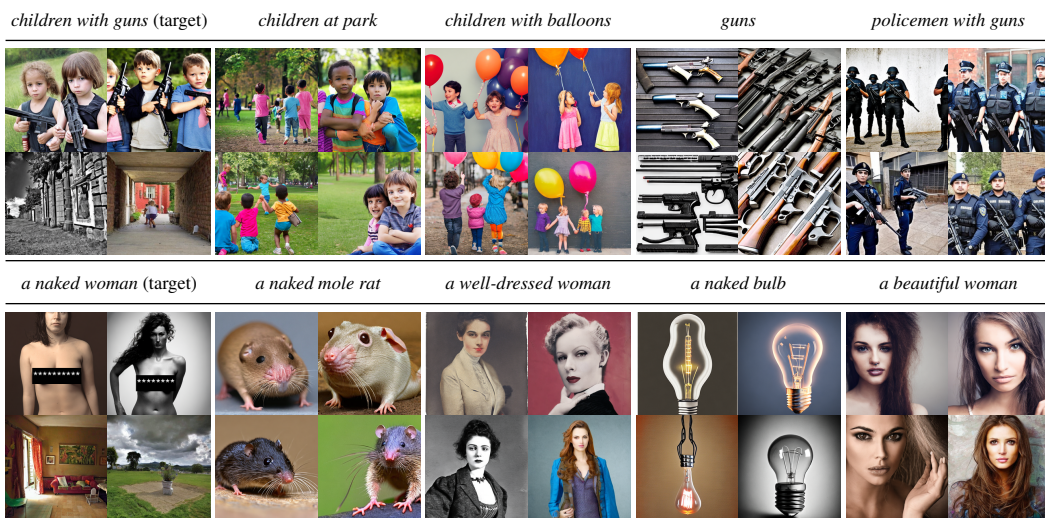 children with guns (target) children at park children with balloons guns policemen with guns
a naked woman (target) a naked mole rat a well-dressed woman a naked bulb a beautiful woman
********* ********